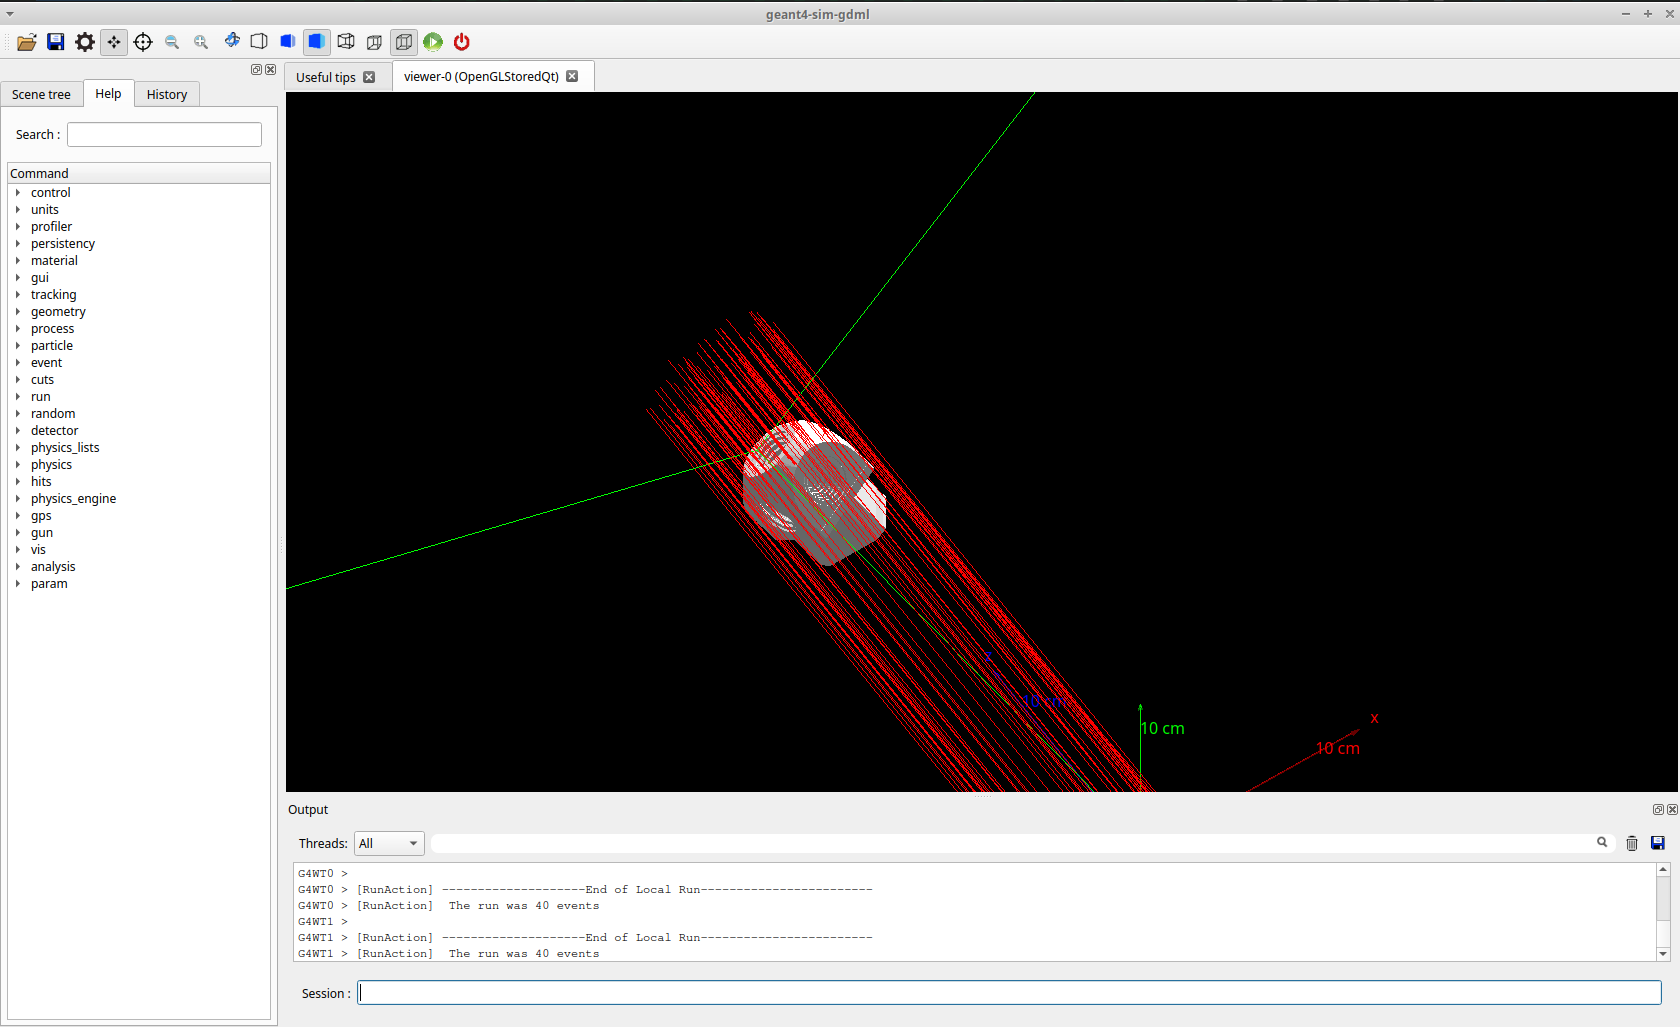 geant4-sim-gdml
Useful tips
viewer-0 (OpenGLStoredQt)
Scene tree
Help
History
Search :
Command
control
units
profiler
persistency
material
gui
tracking
geometry
process
particle
event
cuts
run
random
detector
physics_lists
physics
hits
physics_engine
gps
gun
vis
analysis
param
z
10 cm
x
10 cm
Output
Threads: All
G4WT0 >
G4WT0 > [RunAction] --------------------End of Local Run------------------------
G4WT0 > [RunAction]  The run was 40 events
G4WT1 >
G4WT1 > [RunAction] --------------------End of Local Run------------------------
G4WT1 > [RunAction]  The run was 40 events
Session :